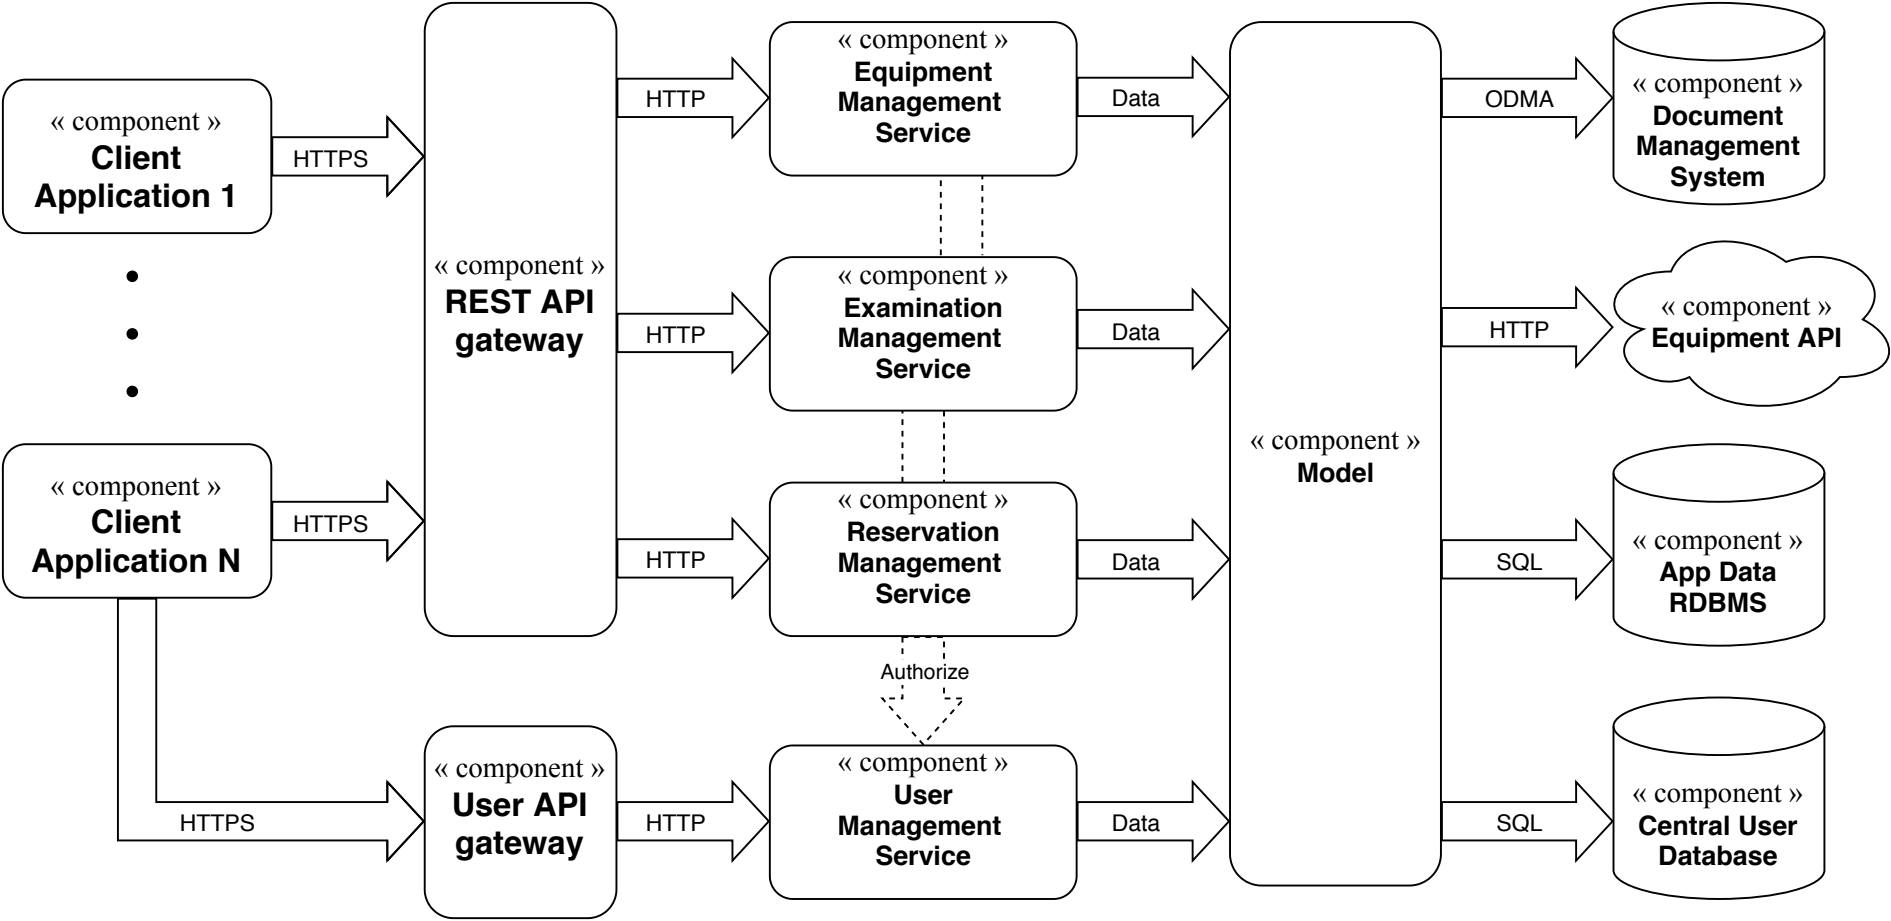 « component »
Client
Application 1
HTTPS
« component »
Client
Application N
HTTPS
HTTPS
« component »
REST API
gateway
« component »
User API
gateway
HTTP
HTTP
HTTP
HTTP
« component »
Equipment
Management
Service
« component »
Examination
Management
Service
« component »
Reservation
Management
Service
Authorize
« component »
User
Management
Service
Data
Data
Data
Data
« component »
Model
ODMA
HTTP
SQL
SQL
« component »
Document
Management
System
« component »
Equipment API
« component »
App Data
RDBMS
« component »
Central User
Database